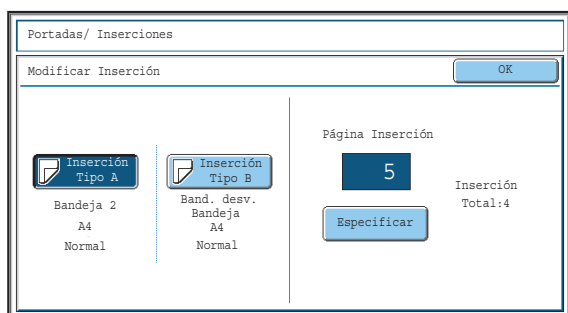 Portadas/ Inserciones
Modificar Inserción
OK
Inserción
Tipo A
Bandeja 2
A4
Normal
Inserción
Tipo B
Band. desv.
Bandeja
A4
Normal
Página Inserción
5
Especificar
Inserción
Total:4